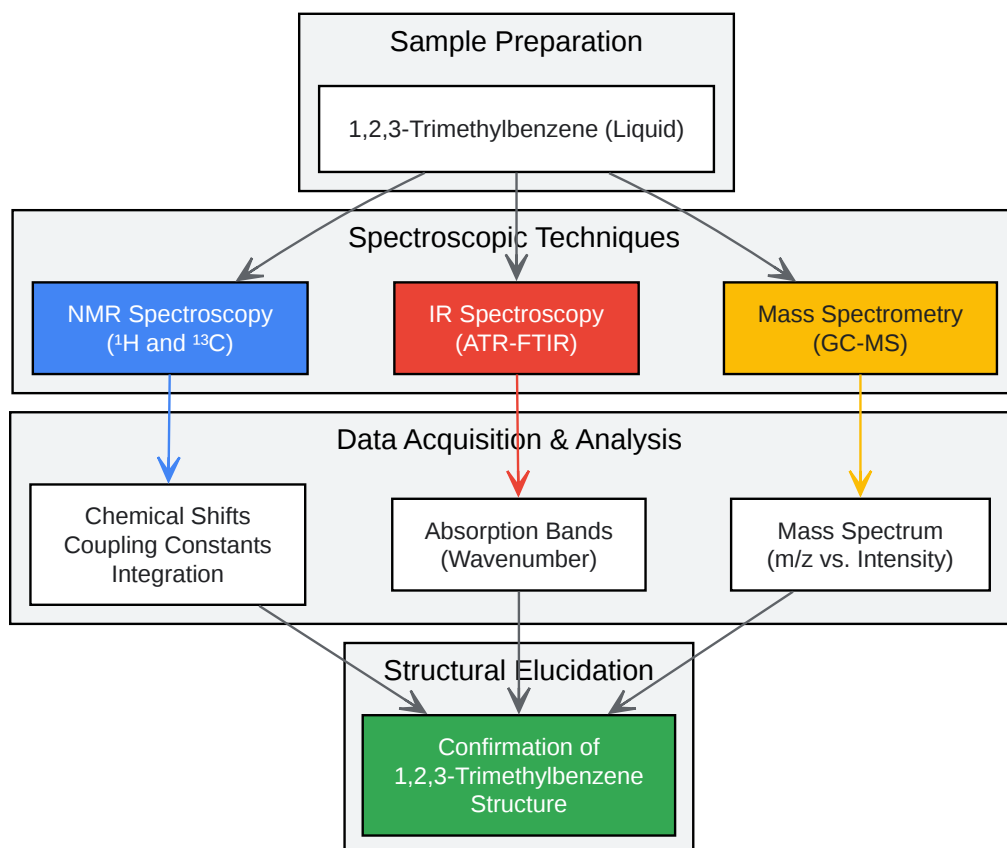 Sample Preparation
1,2,3-Trimethylbenzene (Liquid)
Spectroscopic Techniques
NMR Spectroscopy
(¹H and ¹³C)
IR Spectroscopy
(ATR-FTIR)
Mass Spectrometry
(GC-MS)
Data Acquisition & Analysis
Chemical Shifts
Coupling Constants
Integration
Absorption Bands
(Wavenumber)
Mass Spectrum
(m/z vs. Intensity)
Structural Elucidation
Confirmation of
1,2,3-Trimethylbenzene
Structure